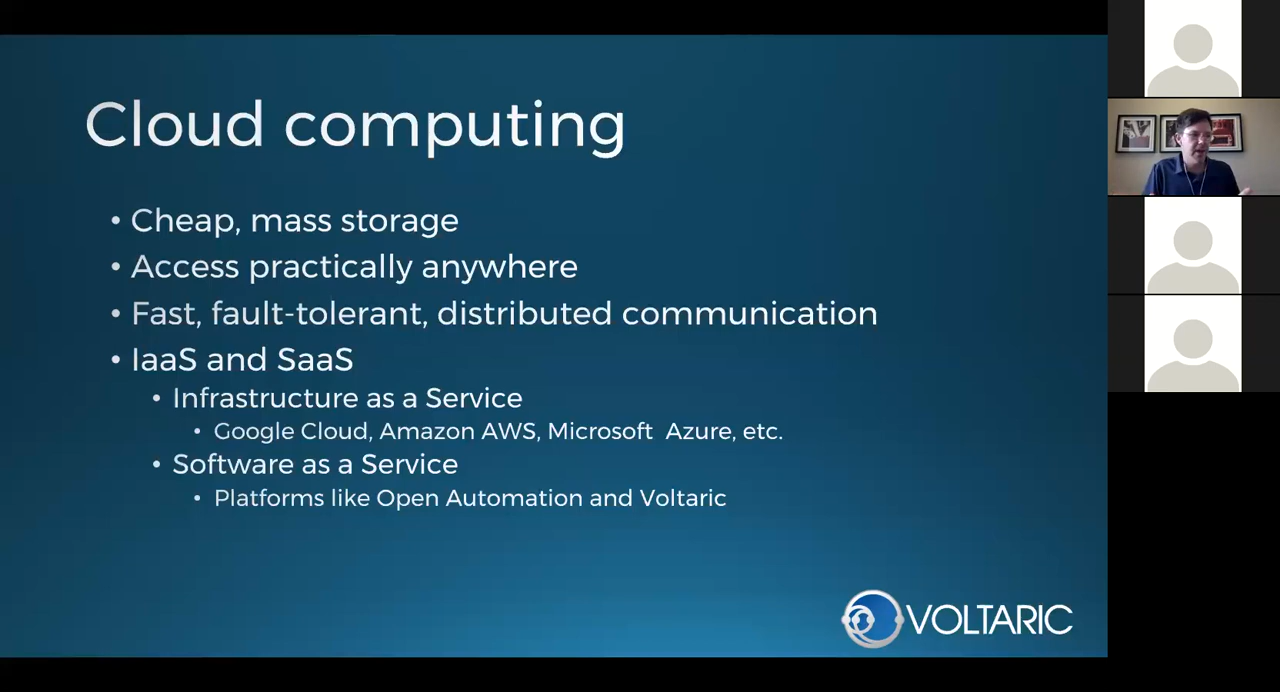 Cloud computing
• Cheap, mass storage
• Access practically anywhere
• Fast, fault-tolerant, distributed communication
• IaaS and SaaS
• Infrastructure as a Service
• Google Cloud, Amazon AWS, Microsoft Azure, etc.
• Software as a Service
• Platforms like Open Automation and Voltaric
VOLTARIC